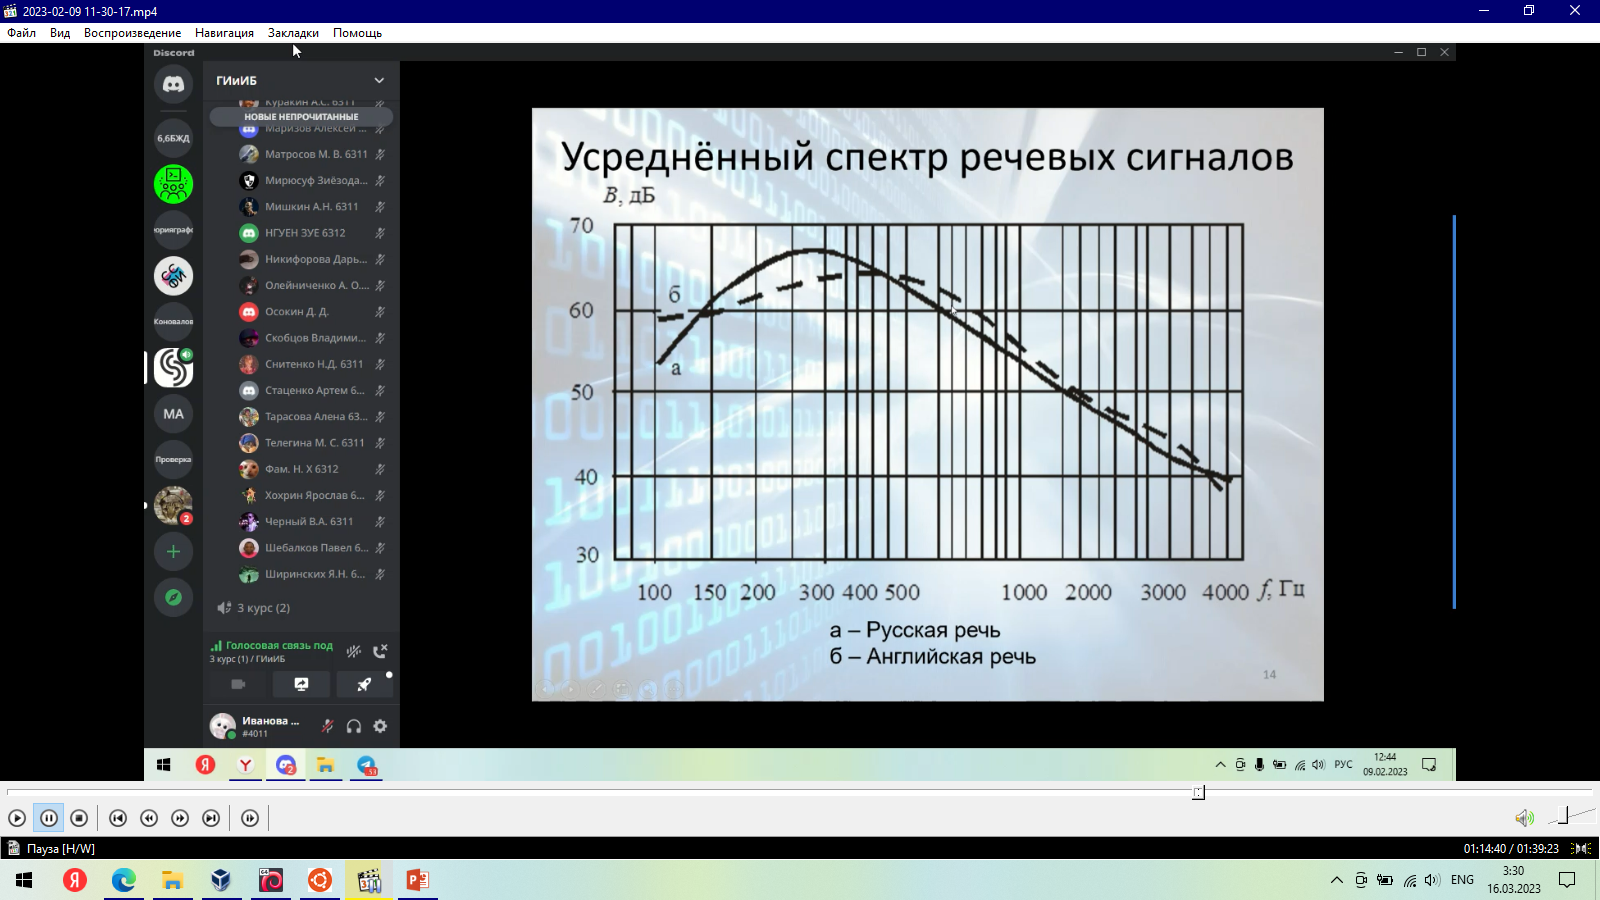 2023-02-09 11-30-17.mp4
Файл Вид Воспроизведение Навигация Закладки Помощь
Discord
ГИиИБ
Куракин А.С. 6311
НОВЫЕ НЕПРОЧИТАННЫЕ
Маризов Алексей ...
Матросов М. В. 6311
Мирюсуф Зиёзода...
Мишкин А.Н. 6311
НГУЕН ЗУЕ 6312
Никифорова Дарь...
Олейниченко А. О....
Осокин Д. Д.
Скобцов Владими...
Снитенко Н.Д. 6311
Стаценко Артем 6...
Тарасова Алена 63...
Телегина М. С. 6311
Фам. Н. Х 6312
Хохрин Ярослав 6...
Черный В.А. 6311
Шебалков Павел 6...
Ширинских Я.Н. 6...
3 курс (2)
Голосовая связь под
3 курс (1) / ГИиИБ
Иванова ...
#4011
6,6БЖД
Коновалов
МА
Проверка
2
Усреднённый спектр речевых сигналов
B, дБ
70
60
50
40
30
б
а
100 150 200 300 400 500 1000 2000 3000 4000 f, Гц
а – Русская речь
б – Английская речь
14
РУС
12:44
09.02.2023
Пауза [H/W]
01:14:40 / 01:39:23
ENG
3:30
16.03.2023